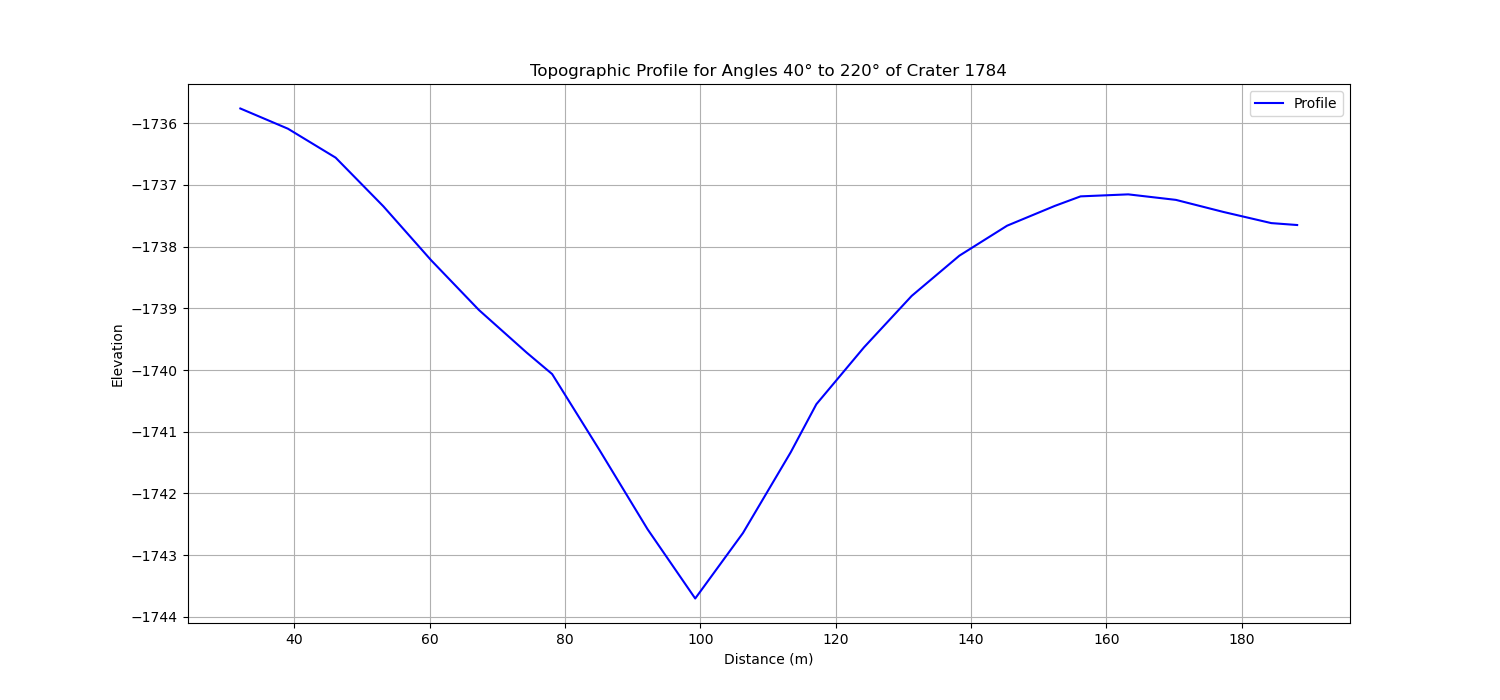 Topographic Profile for Angles 40° to 220° of Crater 1784
Profile
−1736
−1737
−1738
−1739
−1740
−1741
−1742
−1743
−1744
Elevation
40 60 80 100 120 140 160 180
Distance (m)